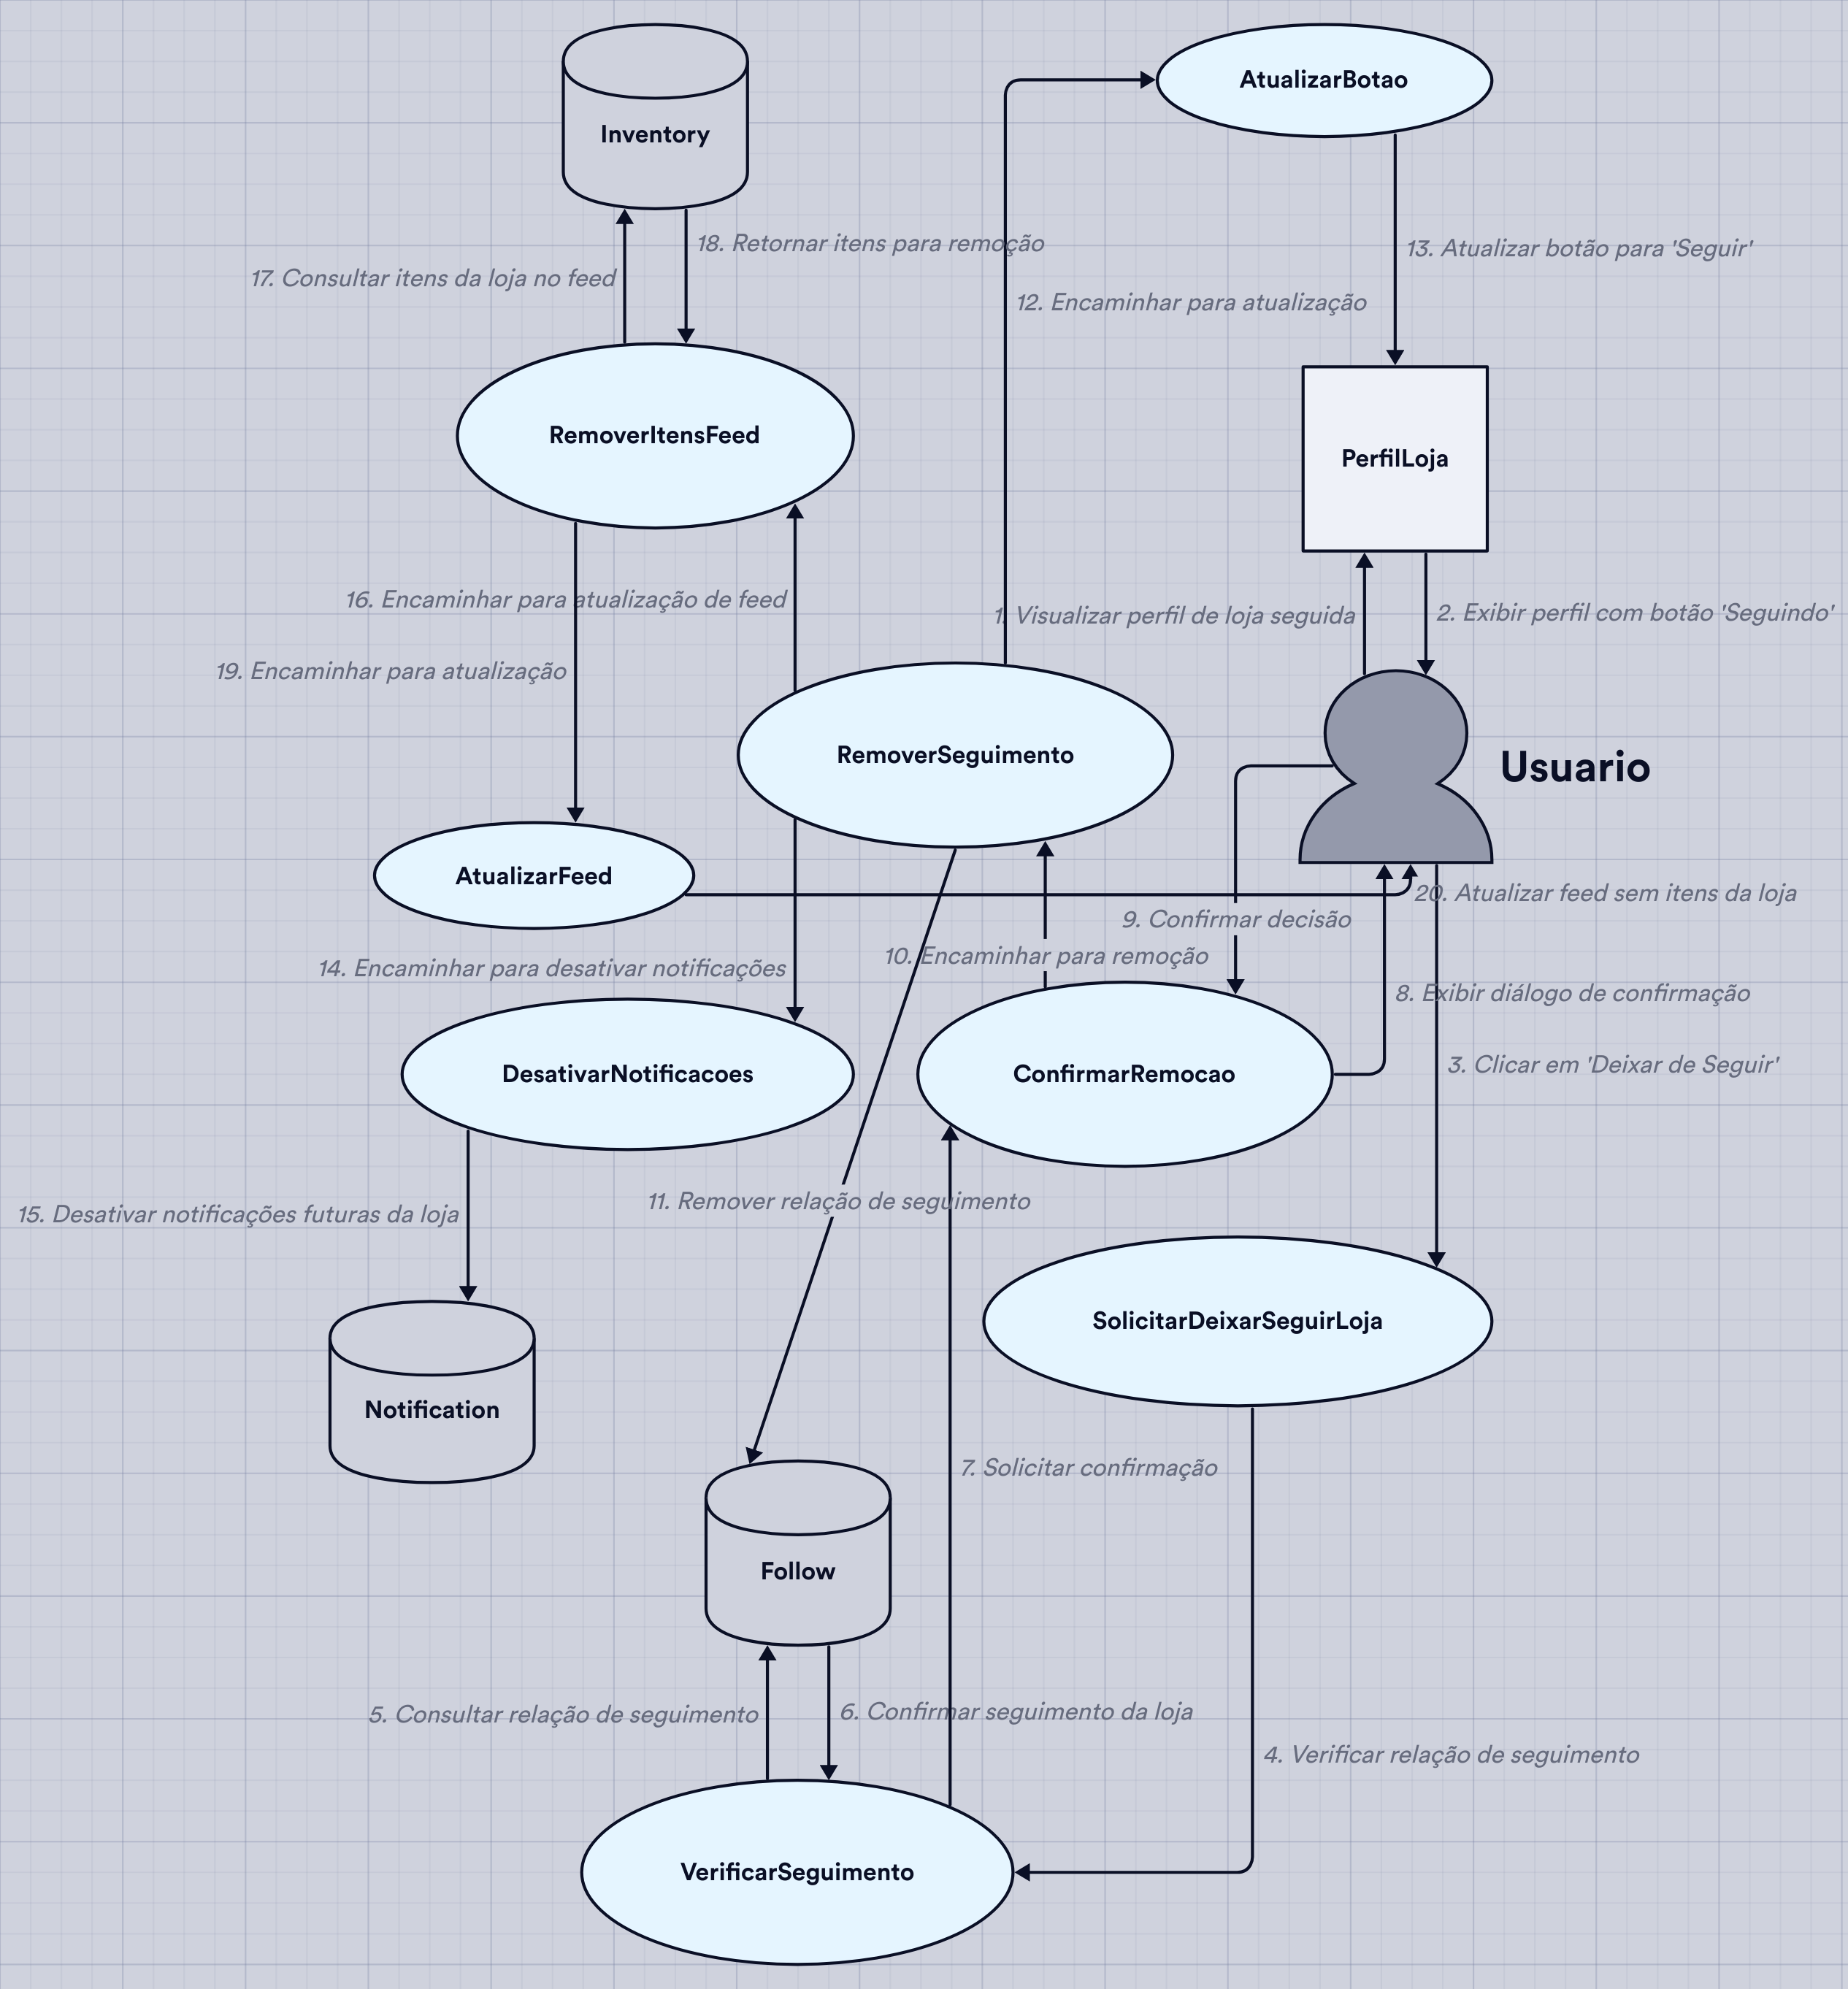 AtualizarBotao
Inventory
18. Retornar itens para remoção
13. Atualizar botão para 'Seguir'
17. Consultar itens da loja no feed
12. Encaminhar para atualização
RemoverItensFeed
PerfilLoja
16. Encaminhar para atualização de feed
1. Visualizar perfil de loja seguida
2. Exibir perfil com botão 'Seguindo'
19. Encaminhar para atualização
RemoverSeguimento
Usuario
AtualizarFeed
20. Atualizar feed sem itens da loja
9. Confirmar decisão
10. Encaminhar para remoção
14. Encaminhar para desativar notificações
8. Exibir diálogo de confirmação
3. Clicar em 'Deixar de Seguir'
DesativarNotificacoes
ConfirmarRemocao
11. Remover relação de seguimento
15. Desativar notificações futuras da loja
SolicitarDeixarSeguirLoja
Notification
7. Solicitar confirmação
Follow
5. Consultar relação de seguimento
6. Confirmar seguimento da loja
4. Verificar relação de seguimento
VerificarSeguimento